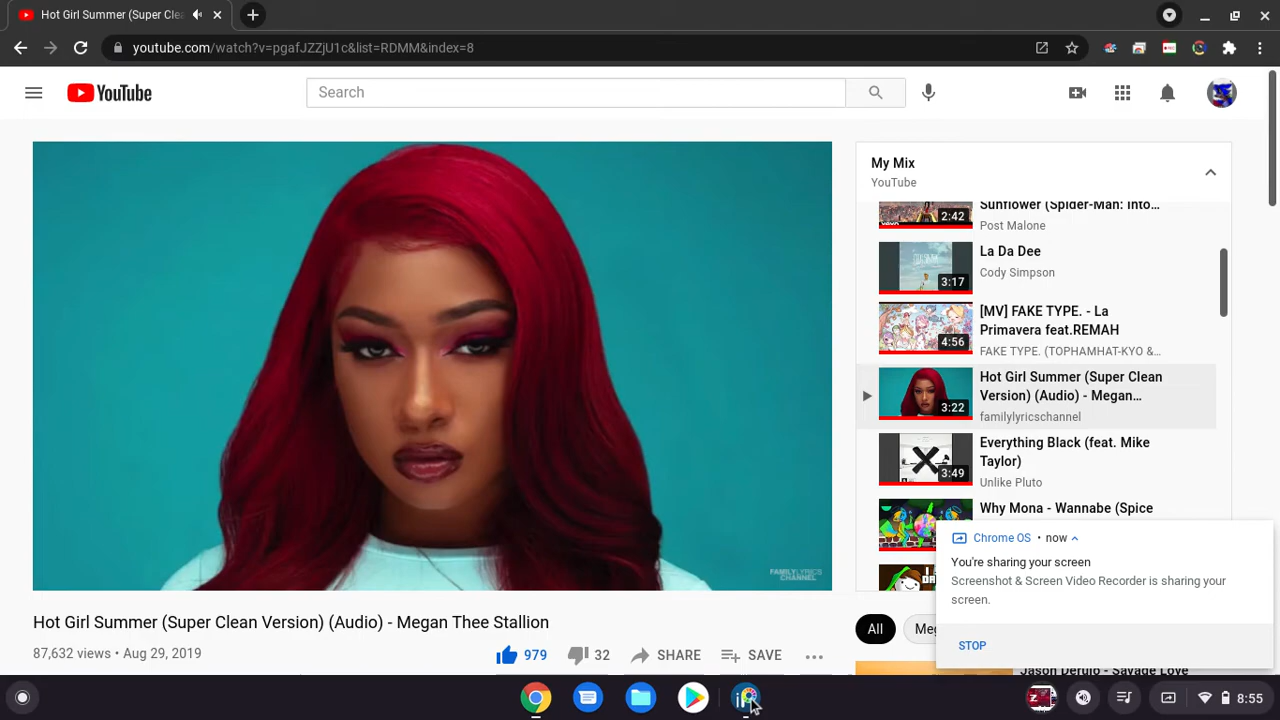 Hot Girl Summer (Super Clea
youtube.com/watch?v=pgafJZZjU1c&list=RDMM&index=8
YouTube
Search
My Mix
YouTube
Sunflower (Spider-Man: Into...
2:42
Post Malone
La Da Dee
3:17
Cody Simpson
[MV] FAKE TYPE. - La
Primavera feat.REMAH
4:56
FAKE TYPE. (TOPHAMHAT-KYO &...
Hot Girl Summer (Super Clean
Version) (Audio) - Megan...
3:22
familylyricschannel
Everything Black (feat. Mike
Taylor)
3:49
Unlike Pluto
Why Mona - Wannabe (Spice
FAMILYLYRICS
CHANNEL
Chrome OS • now
You're sharing your screen
Screenshot & Screen Video Recorder is sharing your
screen.
STOP
Hot Girl Summer (Super Clean Version) (Audio) - Megan Thee Stallion
87,632 views • Aug 29, 2019
979
32
SHARE
SAVE
All
Meg
Jason Derulo - Savage Love
8:55